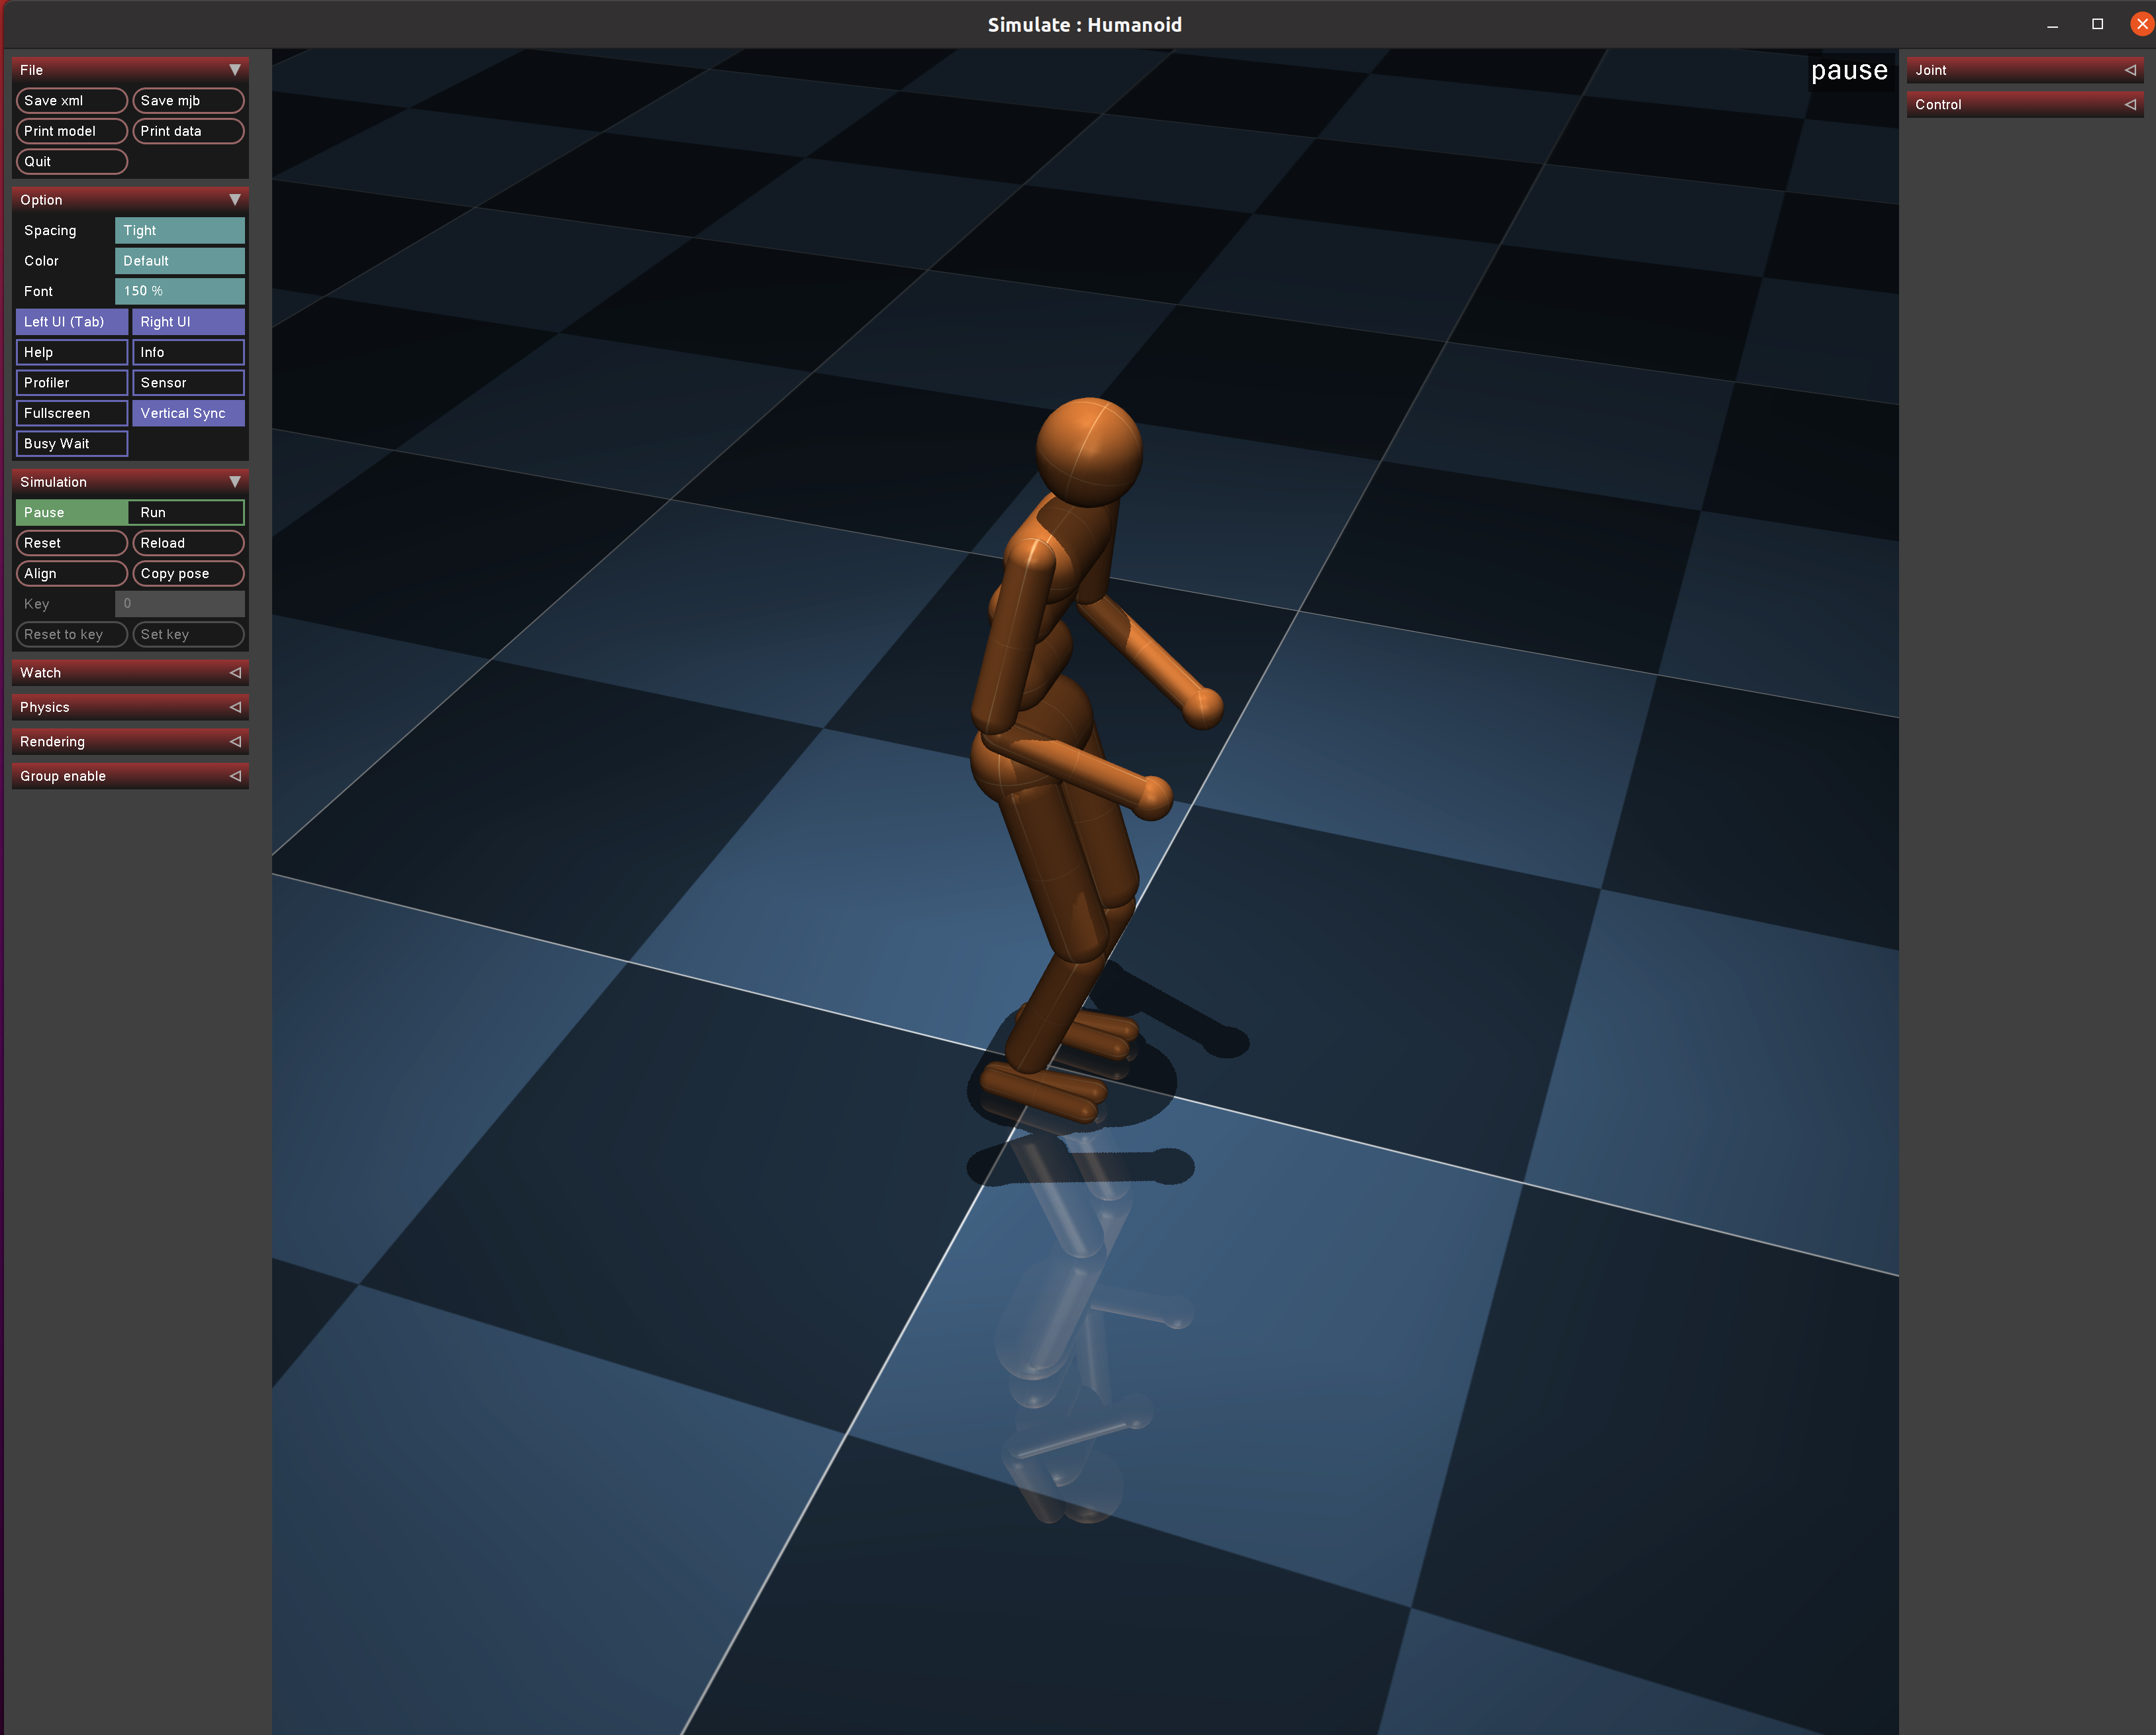 Simulate : Humanoid
File
Save xml Save mjb
Print model Print data
Quit
Option
Spacing Tight
Color Default
Font 150 %
Left UI (Tab) Right UI
Help Info
Profiler Sensor
Fullscreen Vertical Sync
Busy Wait
Simulation
Pause Run
Reset Reload
Align Copy pose
Key 0
Reset to key Set key
Watch
Physics
Rendering
Group enable
pause
Joint
Control